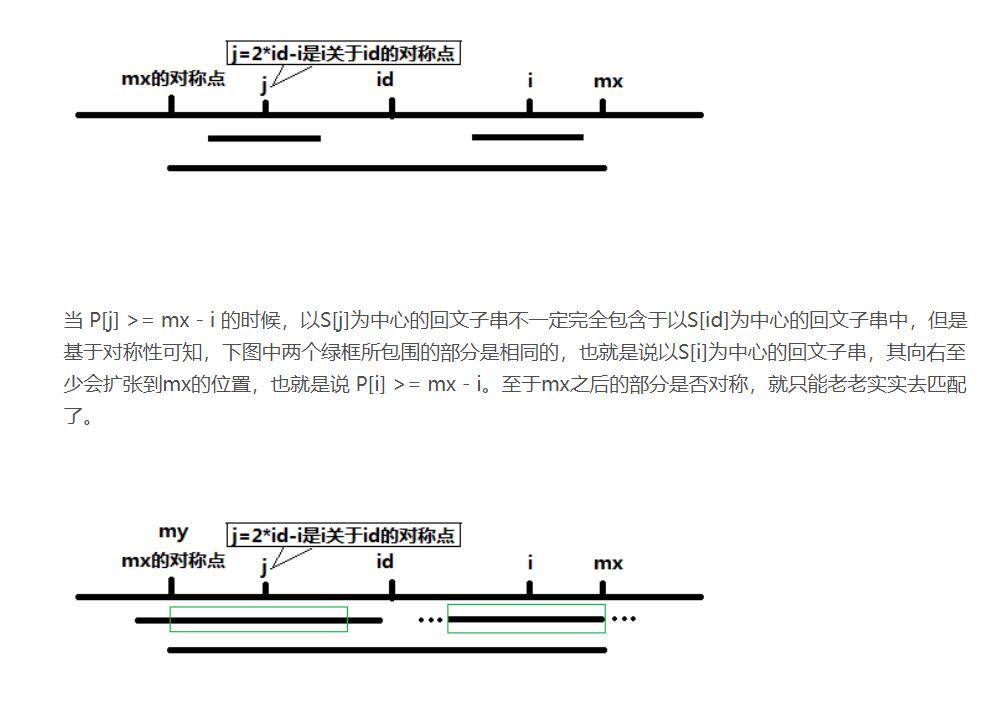 j=2*id-i是i关于id的对称点
mx的对称点 j id i mx
当 P[j] >= mx - i 的时候，以S[j]为中心的回文子串不一定完全包含于以S[id]为中心的回文子串中，但是
基于对称性可知，下图中两个绿框所包围的部分是相同的，也就是说以S[i]为中心的回文子串，其向右至
少会扩张到mx的位置，也就是说 P[i] >= mx - i。至于mx之后的部分是否对称，就只能老老实实去匹配
了。
my j=2*id-i是i关于id的对称点
mx的对称点 j id i mx